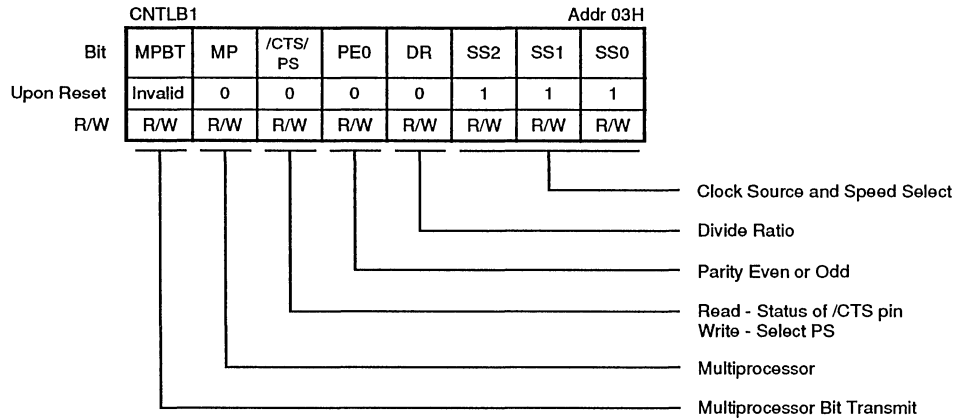 CNTLB1 Addr 03H
Bit MPBT MP /CTS/ PS PE0 DR SS2 SS1 SS0
Upon Reset Invalid 0 0 0 0 1 1 1
R/W R/W R/W R/W R/W R/W R/W R/W R/W
Clock Source and Speed Select
Divide Ratio
Parity Even or Odd
Read - Status of /CTS pin
Write - Select PS
Multiprocessor
Multiprocessor Bit Transmit